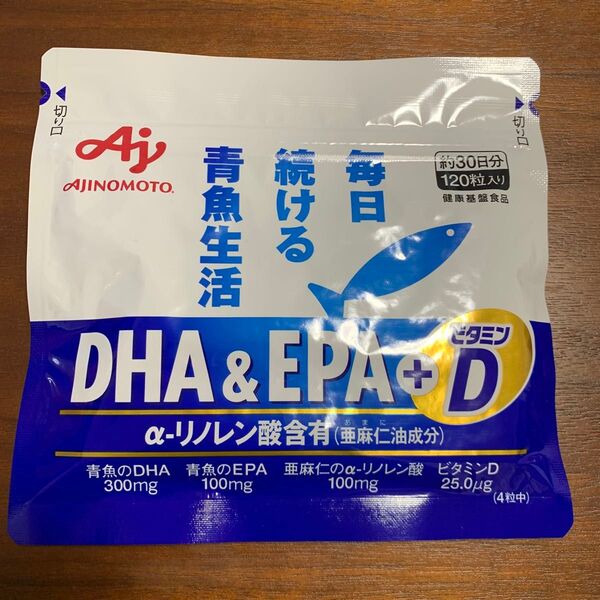 切り口
切り口
Aj
AJINOMOTO®
毎日
続ける
青魚生活
約30日分
120粒入り
健康基盤食品
DHA & EPA + ビタミンD
α-リノレン酸含有(亜麻仁油成分)
あまに
青魚のDHA 青魚のEPA 亜麻仁のα-リノレン酸 ビタミンD
300mg 100mg 100mg 25.0μg
(4粒中)